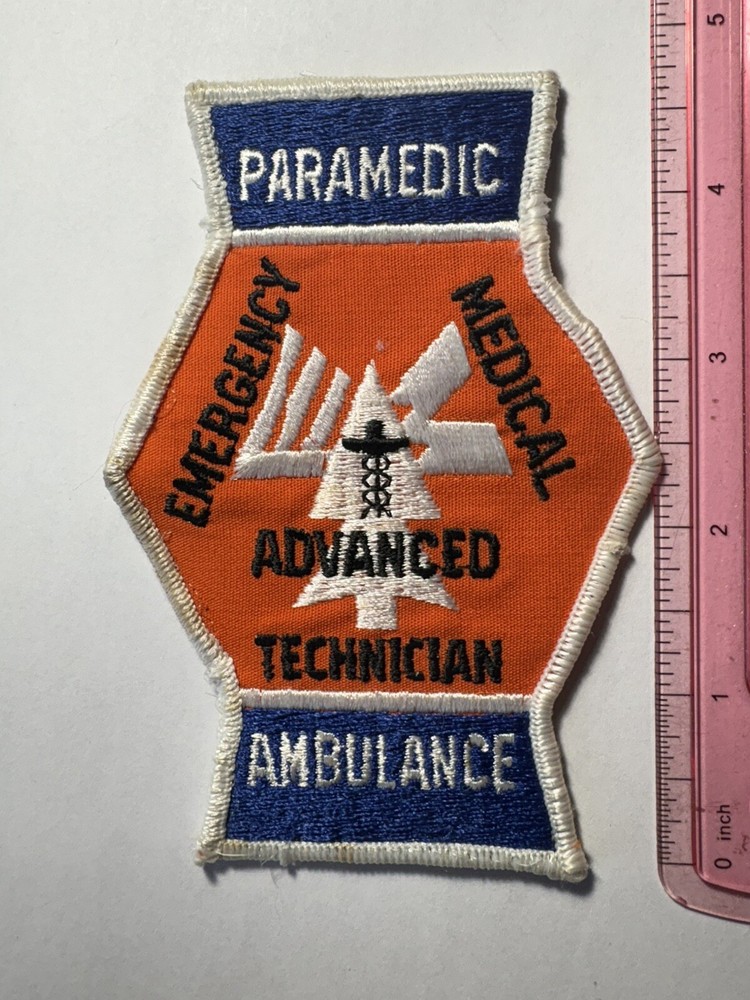 PARAMEDIC
EMERGENCY
MEDICAL
ADVANCED
TECHNICIAN
AMBULANCE
5
4
3
2
1
0 inch